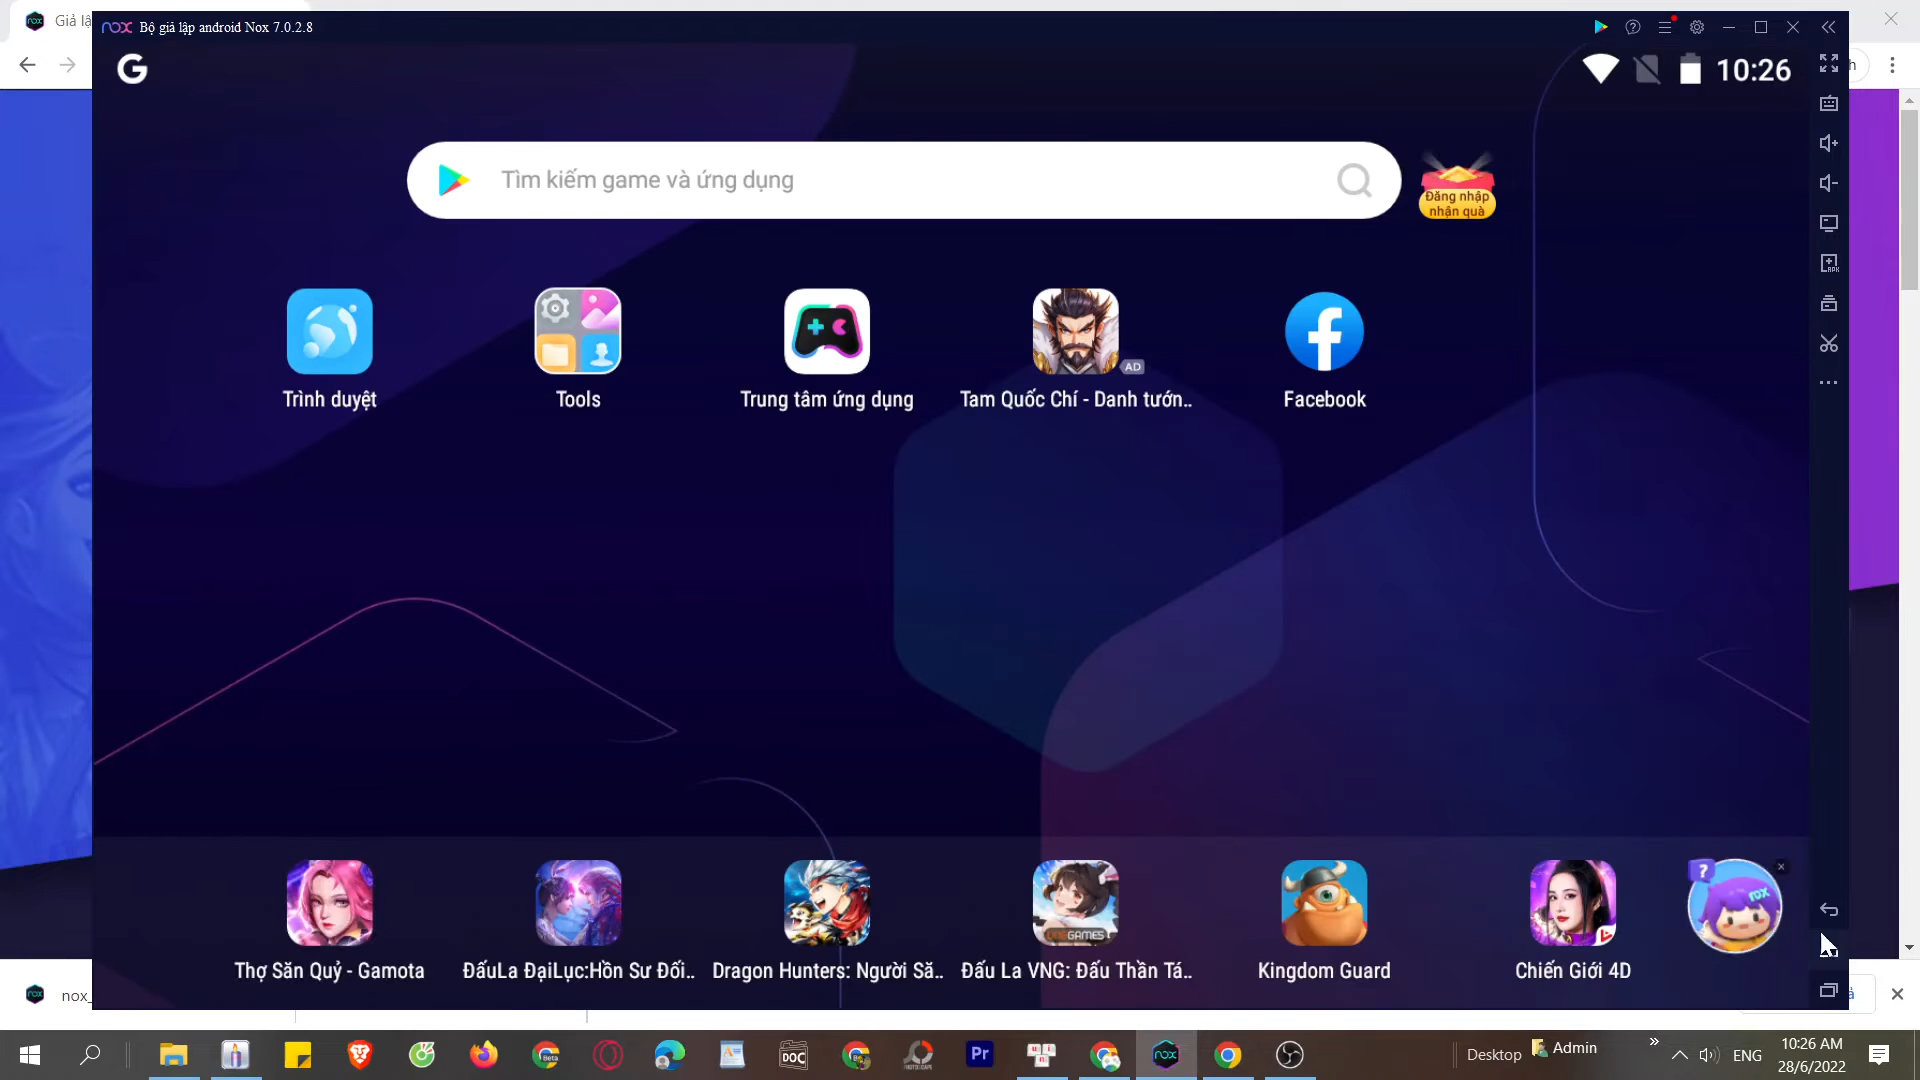 Giả lậ
nox Bộ giả lập android Nox 7.0.2.8
G
10:26
h
Tìm kiếm game và ứng dụng
Đăng nhập
nhận quà
AD
Trình duyệt
Tools
Trung tâm ứng dụng
Tam Quốc Chí - Danh tướn..
Facebook
Thợ Săn Quỷ - Gamota
ĐấuLa ĐạiLục:Hồn Sư Đối..
Dragon Hunters: Người Să..
Đấu La VNG: Đấu Thần Tá..
Kingdom Guard
Chiến Giới 4D
nox_
Desktop
Admin
ENG
10:26 AM
28/6/2022